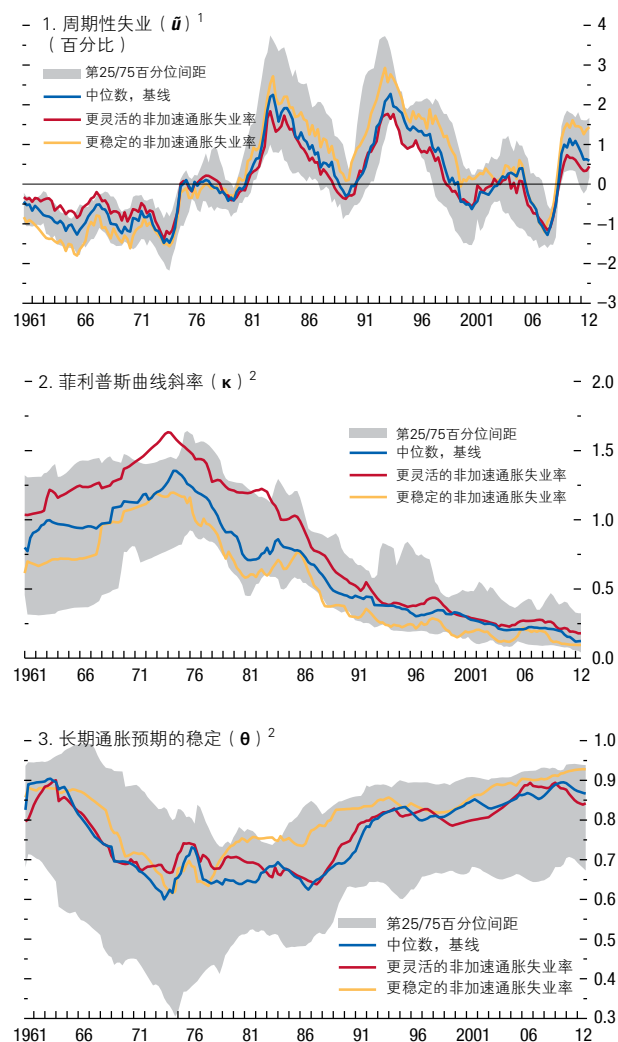 1. 周期性失业（ũ）1
（百分比）
第25/75百分位间距
中位数，基线
更灵活的非加速通胀失业率
更稳定的非加速通胀失业率
4
3
2
1
0
–1
–2
–3
1961 66 71 76 81 86 91 96 2001 06 12
2. 菲利普斯曲线斜率（κ）2
第25/75百分位间距
中位数，基线
更灵活的非加速通胀失业率
更稳定的非加速通胀失业率
2.0
1.5
1.0
0.5
0.0
1961 66 71 76 81 86 91 96 2001 06 12
3. 长期通胀预期的稳定（θ）2
1.0
0.9
0.8
0.7
0.6
0.5
0.4
0.3
第25/75百分位间距
中位数，基线
更灵活的非加速通胀失业率
更稳定的非加速通胀失业率
1961 66 71 76 81 86 91 96 2001 06 12